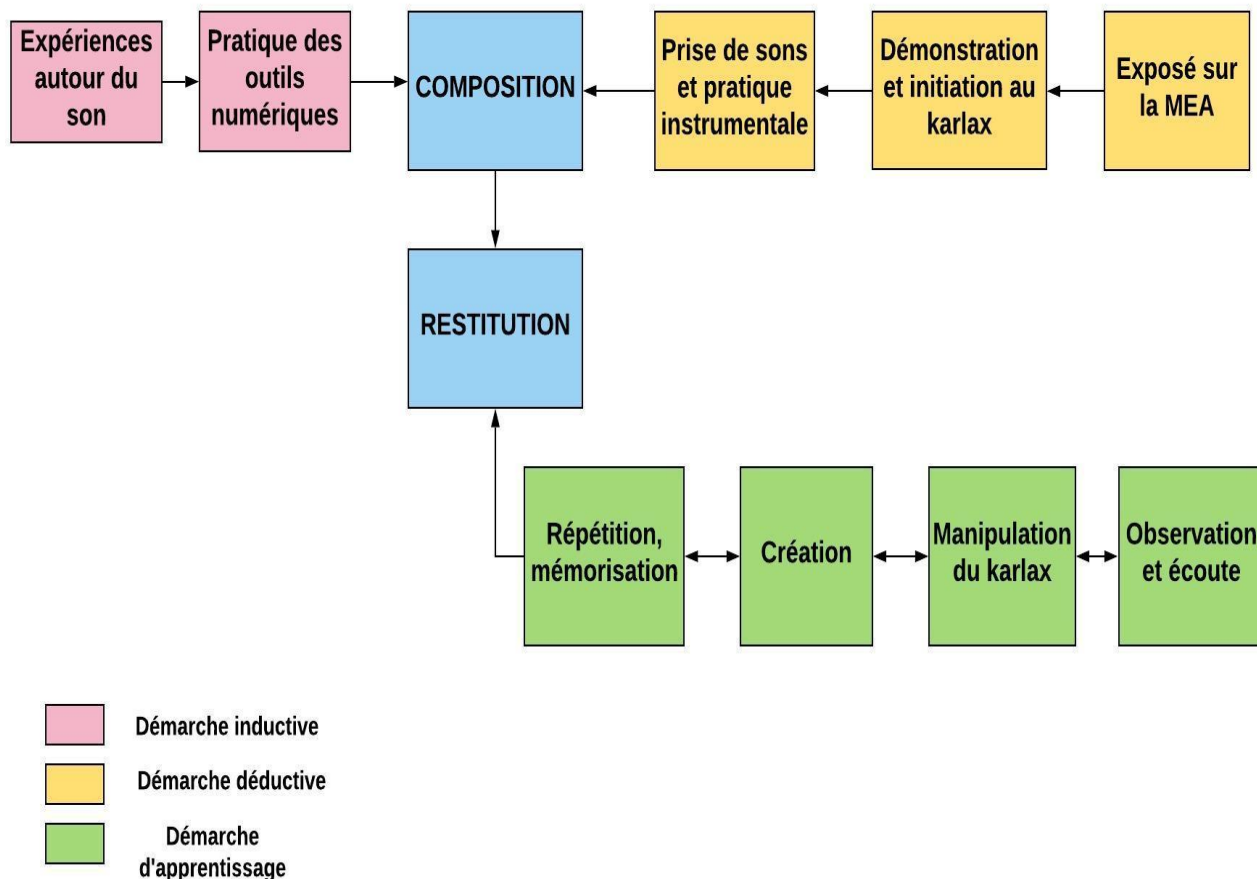 Expériences
autour du
son
Pratique des
outils
numériques
COMPOSITION
Prise de sons
et pratique
instrumentale
Démonstration
et initiation au
karlax
Exposé sur
la MEA
RESTITUTION
Répétition,
mémorisation
Création
Manipulation
du karlax
Observation
et écoute
Démarche inductive
Démarche déductive
Démarche
d'apprentissage